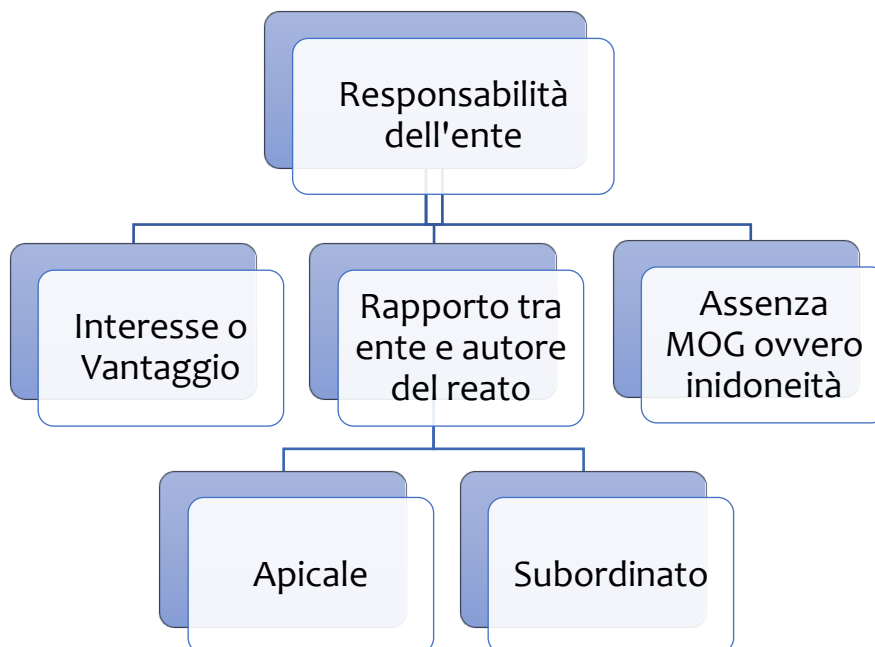 Responsabilità
dell'ente
Interesse o
Vantaggio
Rapporto tra
ente e autore
del reato
Assenza
MOG ovvero
inidoneità
Apicale
Subordinato